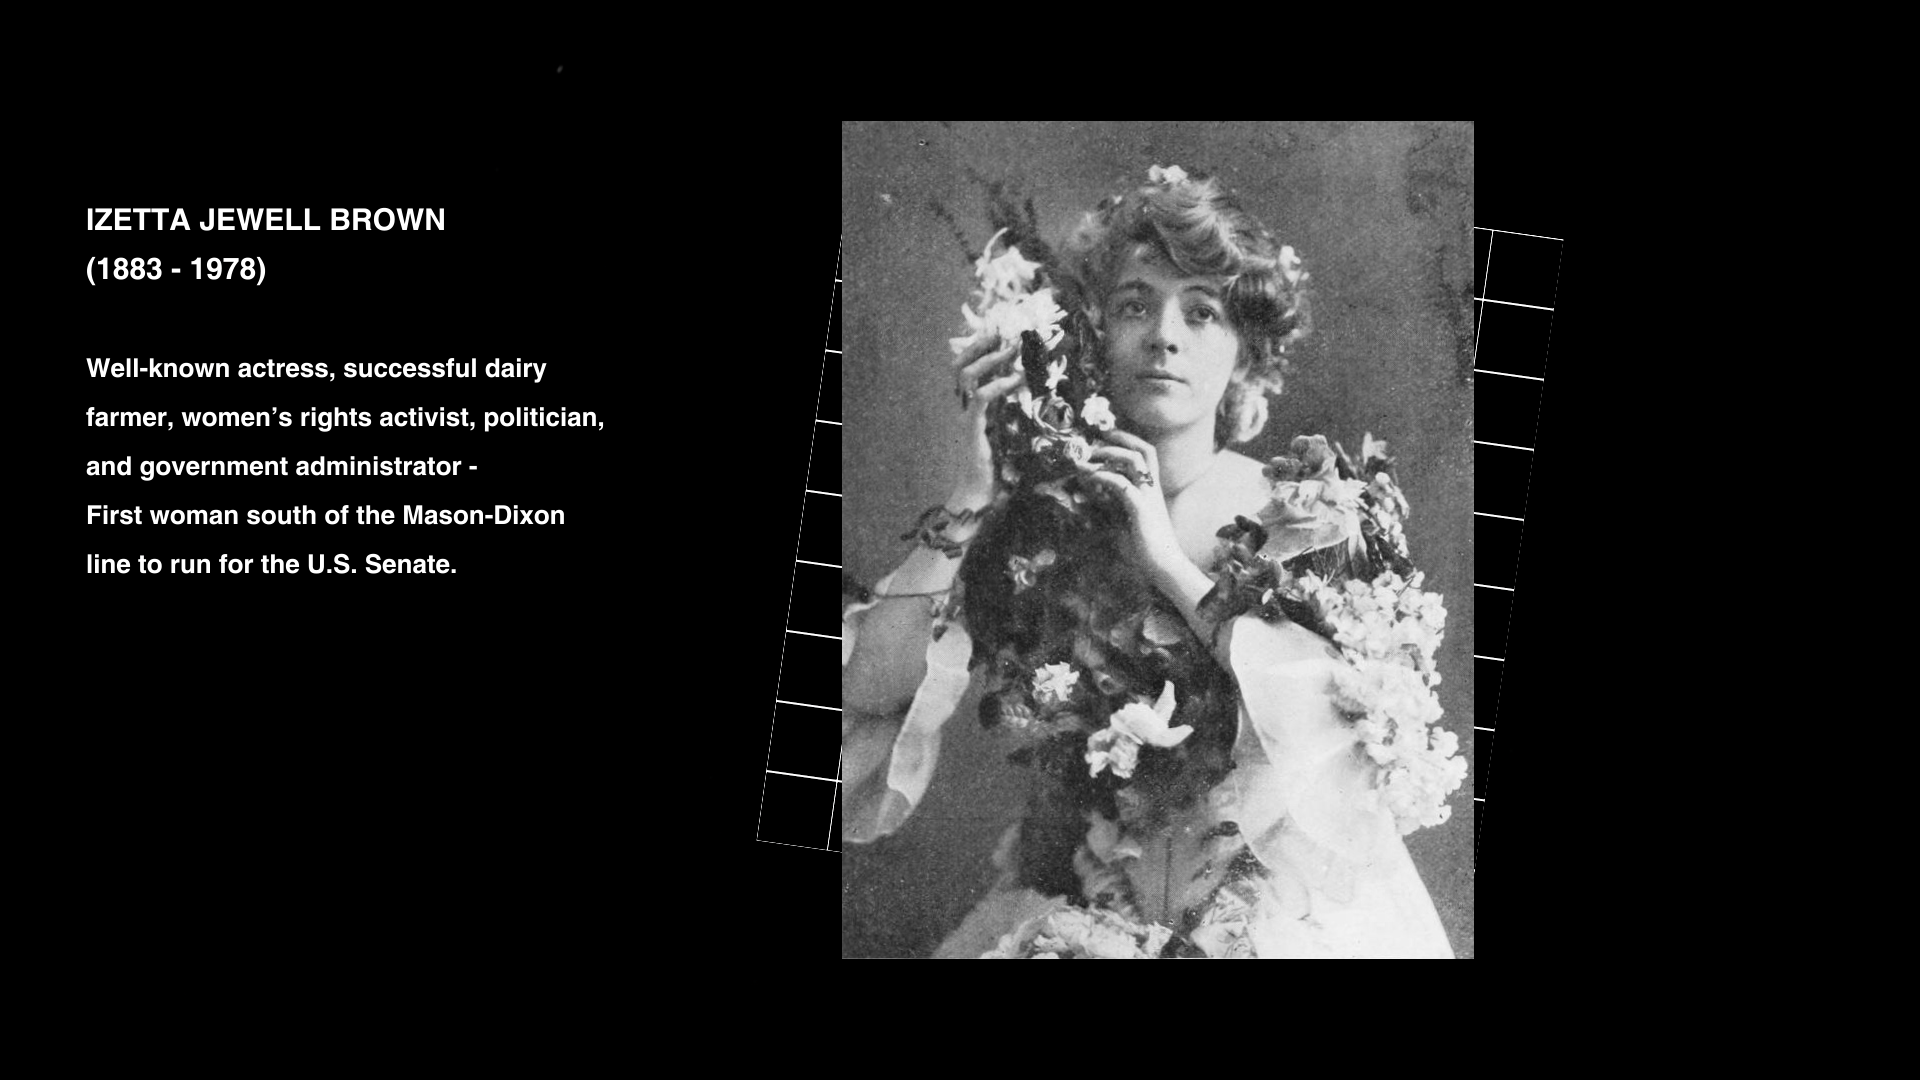 IZETTA JEWELL BROWN
(1883 - 1978)
Well-known actress, successful dairy
farmer, women’s rights activist, politician,
and government administrator -
First woman south of the Mason-Dixon
line to run for the U.S. Senate.